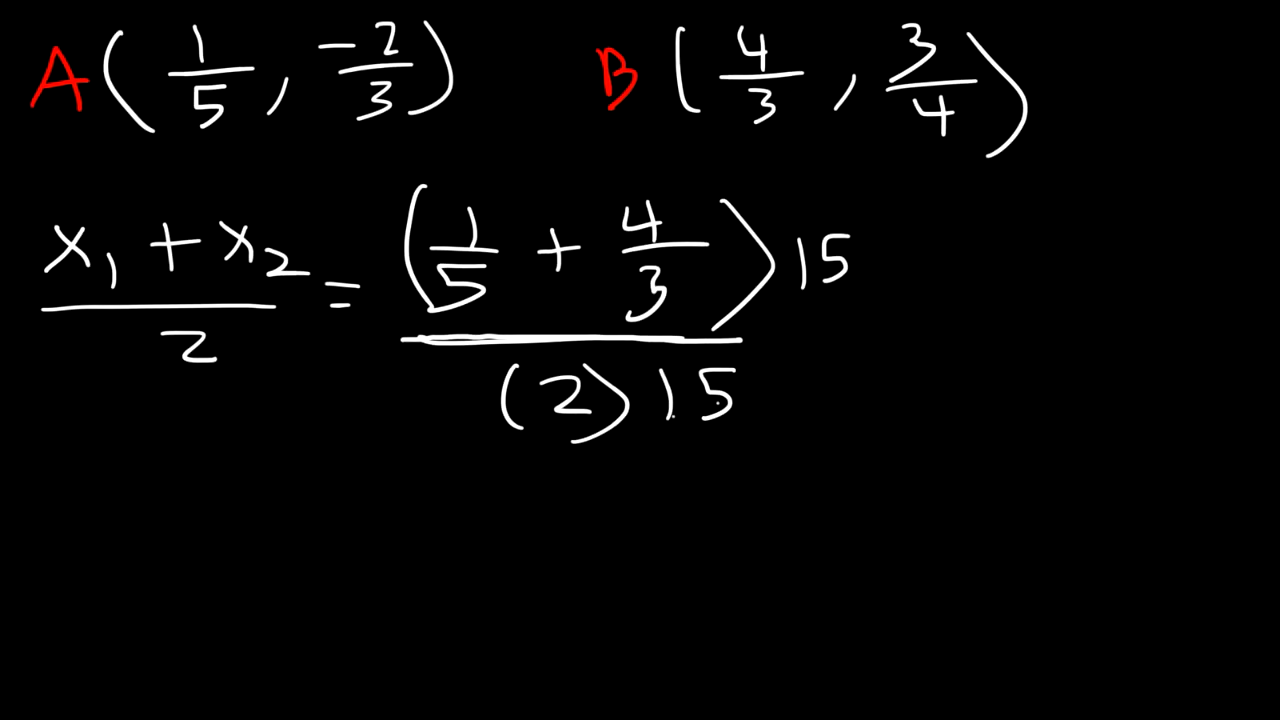 A(1/5, -2/3) B(4/3, 3/4)
(x₁ + x₂)/2 = ((1/5 + 4/3)15)/((2)15)